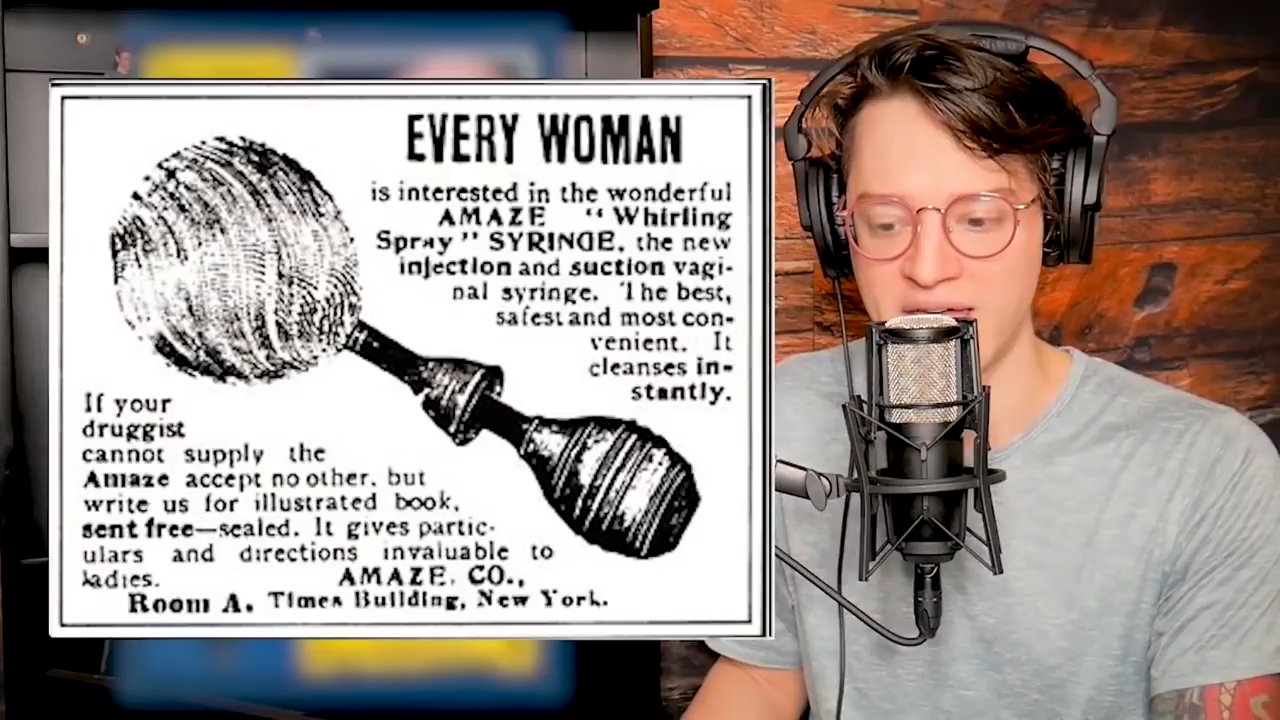 EVERY WOMAN
is interested in the wonderful
AMAZE "Whirling
Spray" SYRINGE, the new
injection and suction vagi-
nal syringe. The best,
safest and most con-
venient. It
cleanses in-
stantly.
If your
druggist
cannot supply the
Amaze accept no other, but
write us for illustrated book,
sent free—sealed. It gives partic-
ulars and directions invaluable to
ladies. AMAZE. CO.,
Room A. Times Building, New York.